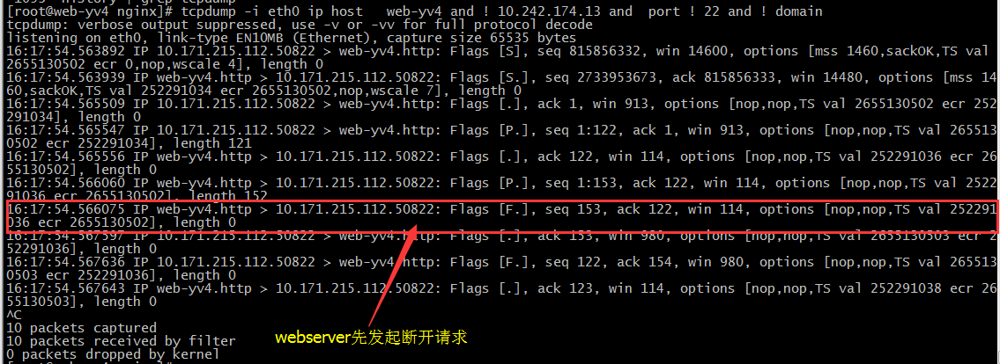 [root@web-yv4 nginx]# tcpdump -i eth0 ip host   web-yv4 and ! 10.242.174.13 and  port ! 22 and ! domain
tcpdump: verbose output suppressed, use -v or -vv for full protocol decode
listening on eth0, link-type EN10MB (Ethernet), capture size 65535 bytes
16:17:54.563892 IP 10.171.215.112.50822 > web-yv4.http: Flags [S], seq 815856332, win 14600, options [mss 1460,sackOK,TS val
2655130502 ecr 0,nop,wscale 4], length 0
16:17:54.563939 IP web-yv4.http > 10.171.215.112.50822: Flags [S.], seq 2733953673, ack 815856333, win 14480, options [mss 14
60,sackOK,TS val 252291034 ecr 2655130502,nop,wscale 7], length 0
16:17:54.565509 IP 10.171.215.112.50822 > web-yv4.http: Flags [.], ack 1, win 913, options [nop,nop,TS val 2655130502 ecr 252
291034], length 0
16:17:54.565547 IP 10.171.215.112.50822 > web-yv4.http: Flags [P.], seq 1:122, ack 1, win 913, options [nop,nop,TS val 265513
0502 ecr 252291034], length 121
16:17:54.565556 IP web-yv4.http > 10.171.215.112.50822: Flags [.], ack 122, win 114, options [nop,nop,TS val 252291036 ecr 26
55130502], length 0
16:17:54.566060 IP web-yv4.http > 10.171.215.112.50822: Flags [P.], seq 1:153, ack 122, win 114, options [nop,nop,TS val 2522
91036 ecr 2655130502], length 152
16:17:54.566075 IP web-yv4.http > 10.171.215.112.50822: Flags [F.], seq 153, ack 122, win 114, options [nop,nop,TS val 252291
036 ecr 2655130502], length 0
16:17:54.567597 IP 10.171.215.112.50822 > web-yv4.http: Flags [.], ack 153, win 980, options [nop,nop,TS val 2655130503 ecr 2
52291036], length 0
16:17:54.567636 IP 10.171.215.112.50822 > web-yv4.http: Flags [F.], seq 122, ack 154, win 980, options [nop,nop,TS val 265513
0503 ecr 252291036], length 0
16:17:54.567643 IP web-yv4.http > 10.171.215.112.50822: Flags [.], ack 123, win 114, options [nop,nop,TS val 252291038 ecr 26
55130503], length 0
^C
10 packets captured
webserver先发起断开请求
10 packets received by filter
0 packets dropped by kernel